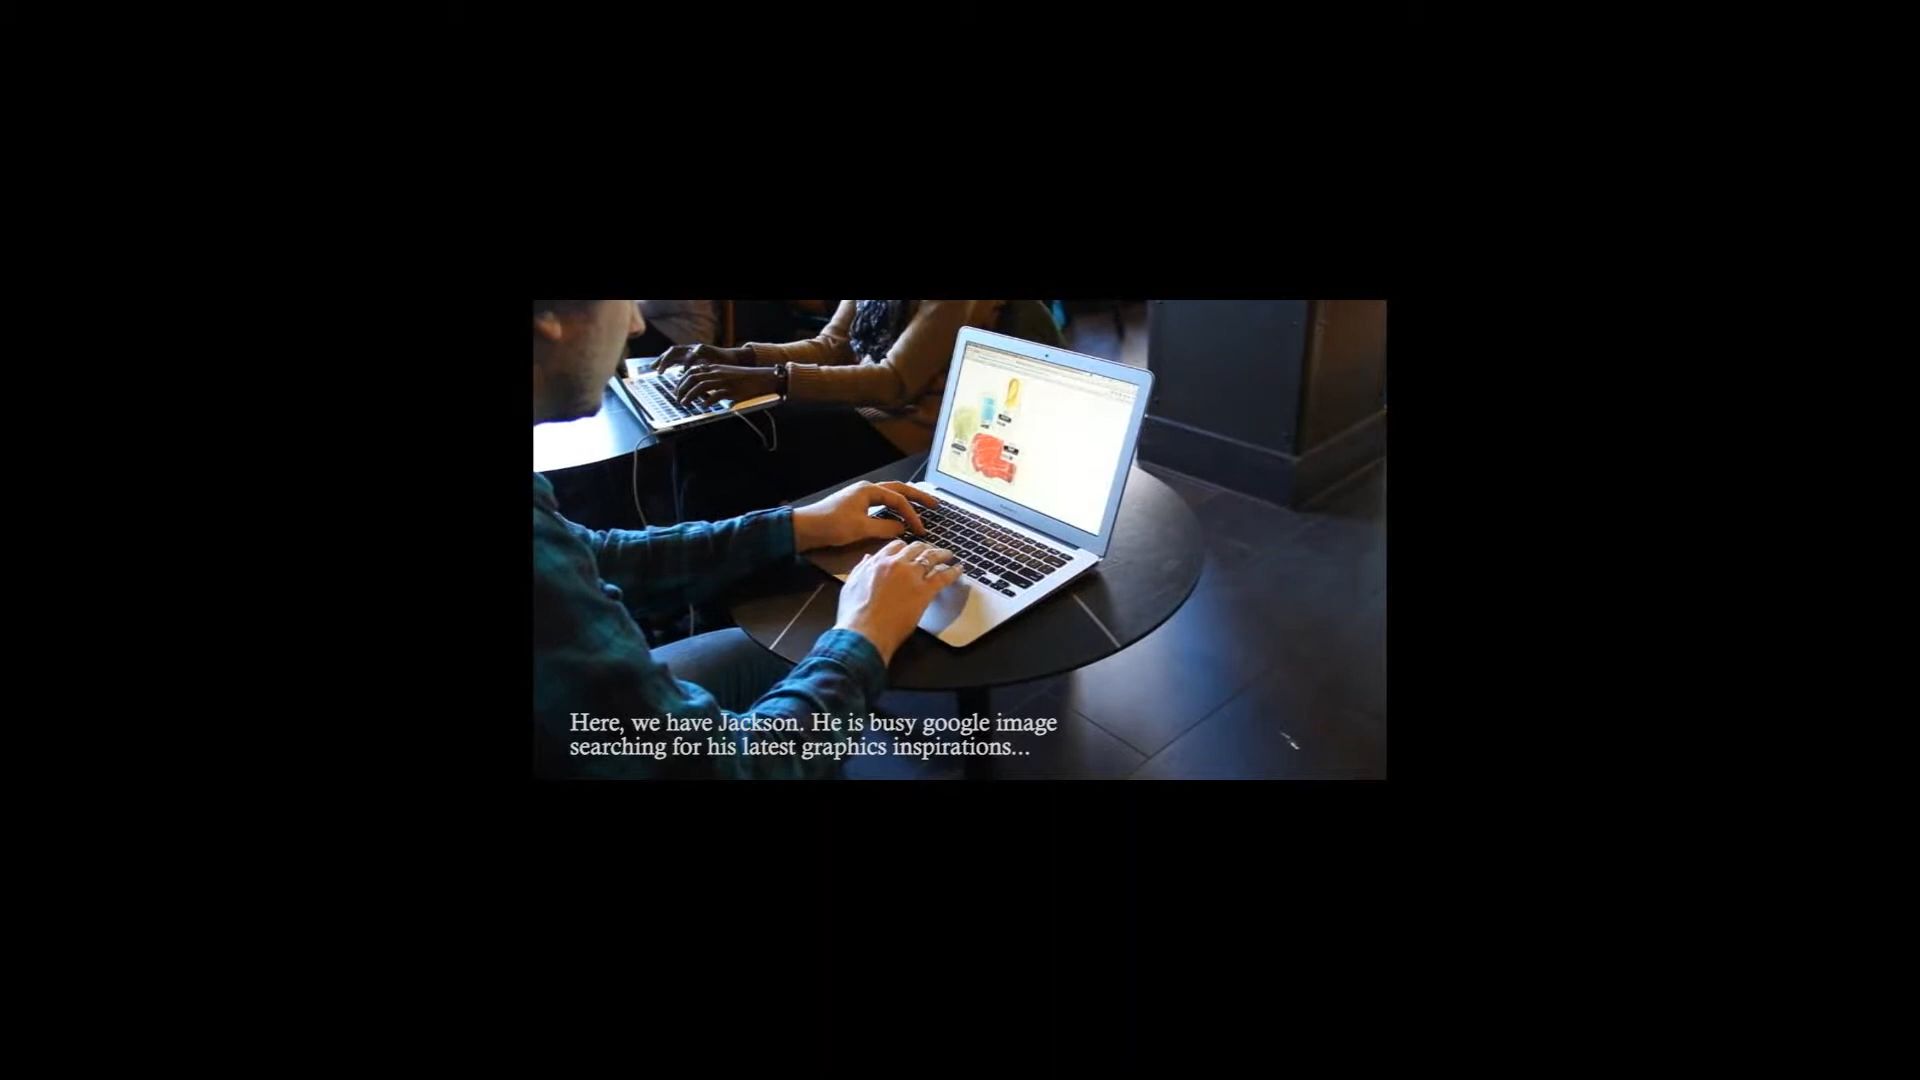 Here, we have Jackson. He is busy google image
searching for his latest graphics inspirations...